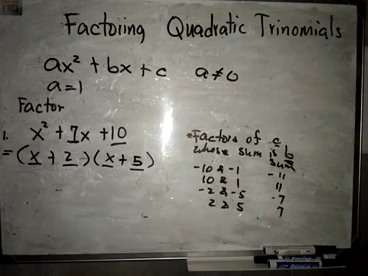 Factoring Quadratic Trinomials
ax² + bx + c a≠0
a=1
Factor
1. x² + 7x + 10
= (x + 2)(x + 5)
*Factors of c
whose sum is b
sum
-10 & -1 -11
10 & 1 11
-2 & -5 -7
2 & 5 7